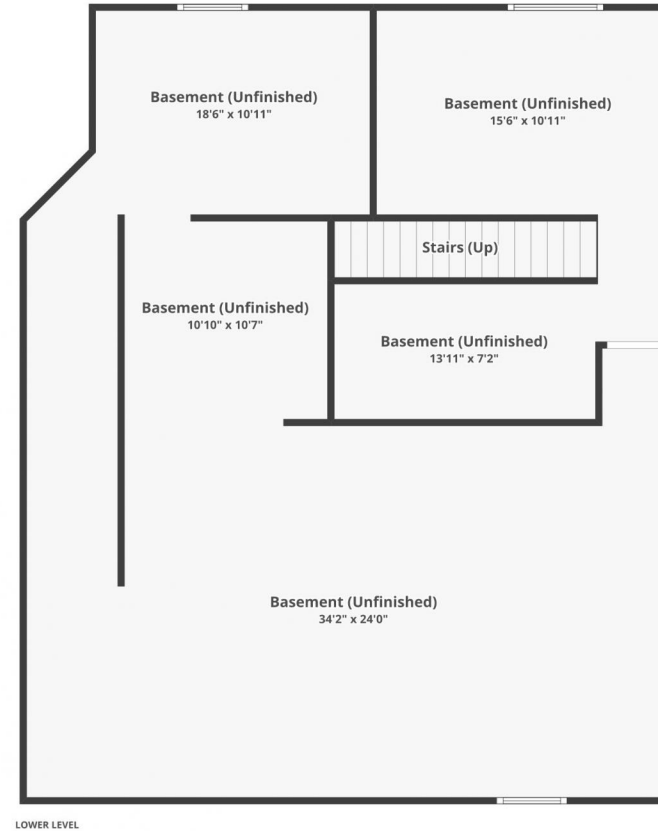 Basement (Unfinished)
18'6" x 10'11"
Basement (Unfinished)
15'6" x 10'11"
Stairs (Up)
Basement (Unfinished)
10'10" x 10'7"
Basement (Unfinished)
13'11" x 7'2"
Basement (Unfinished)
34'2" x 24'0"
LOWER LEVEL